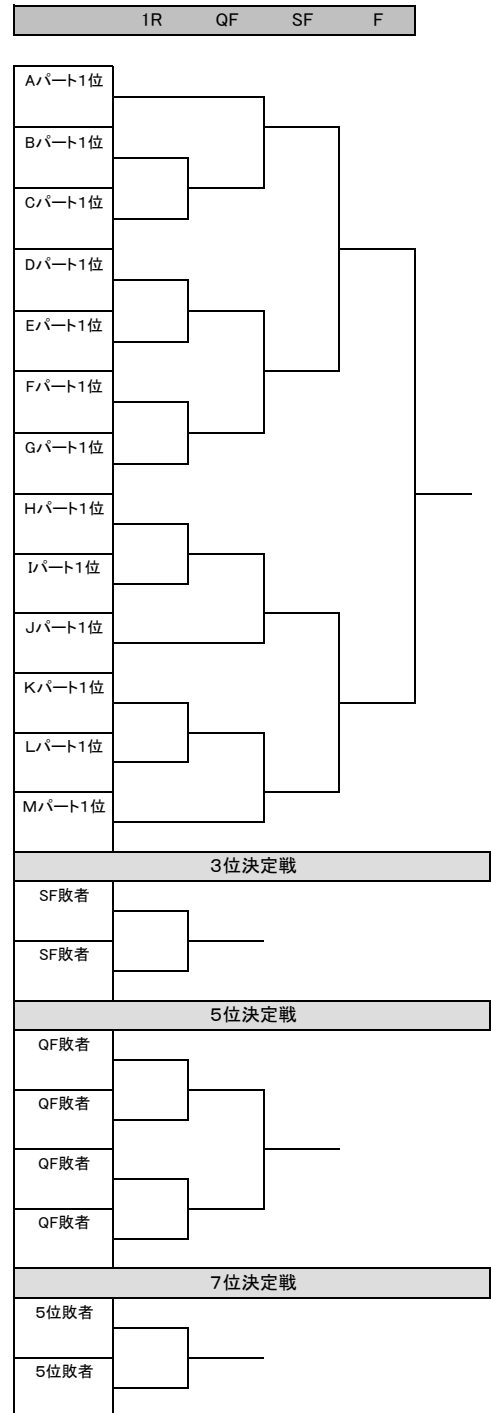 1R QF SF F
Aパート1位
Bパート1位
Cパート1位
Dパート1位
Eパート1位
Fパート1位
Gパート1位
Hパート1位
Iパート1位
Jパート1位
Kパート1位
Lパート1位
Mパート1位
3位決定戦
SF敗者
SF敗者
5位決定戦
QF敗者
QF敗者
QF敗者
QF敗者
7位決定戦
5位敗者
5位敗者